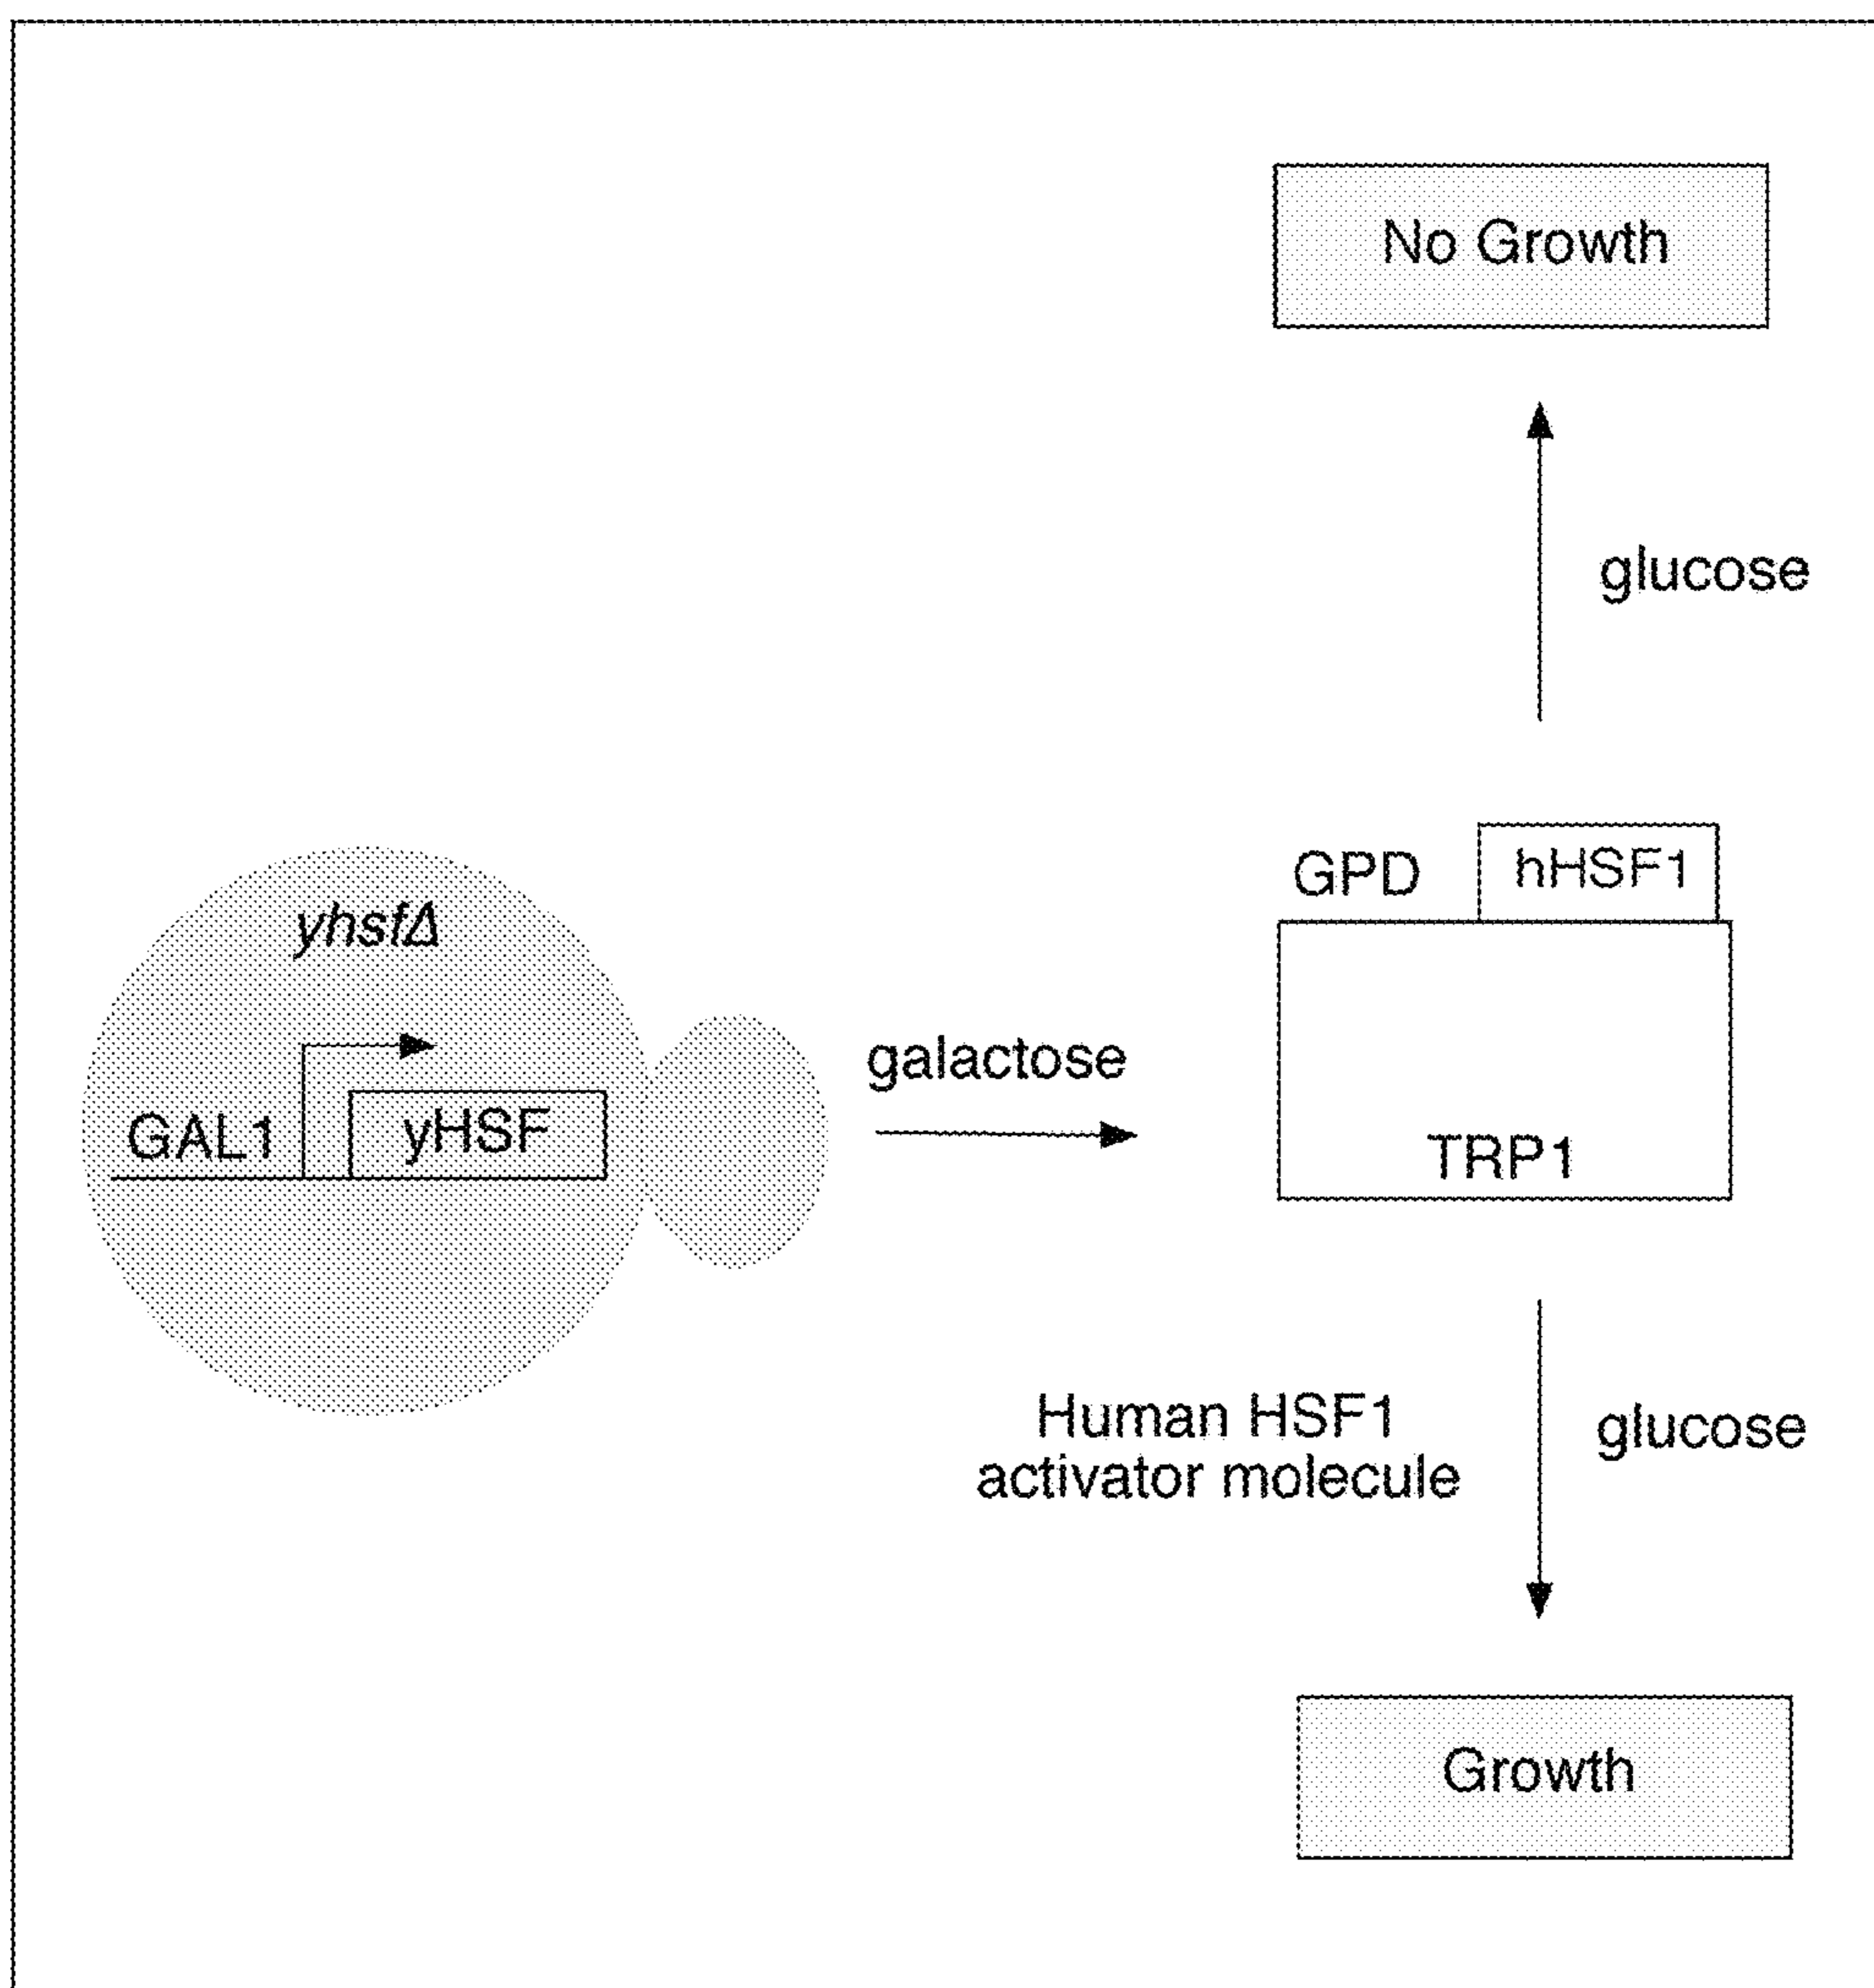 No Growth
glucose
GPD
hHSF1
yhsfΔ
GAL1
yHSF
galactose
TRP1
Human HSF1
activator molecule
glucose
Growth